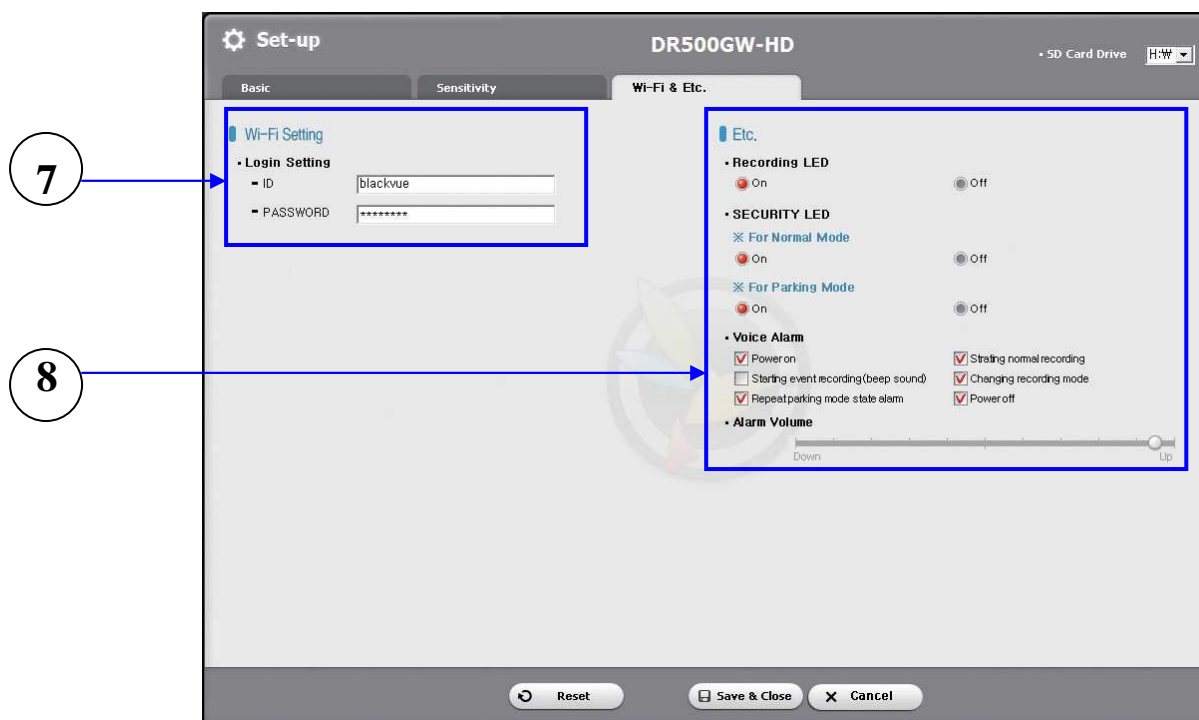 Set-up
DR500GW-HD
• SD Card Drive H:₩
Basic Sensitivity Wi-Fi & Etc.
7
Wi-Fi Setting
• Login Setting
- ID blackvue
- PASSWORD ********
8
Etc.
• Recording LED
On Off
• SECURITY LED
※ For Normal Mode
On Off
※ For Parking Mode
On Off
• Voice Alarm
Power on Strating normal recording
Starting event recording(beep sound) Changing recording mode
Repeat parking mode state alarm Power off
• Alarm Volume
Down Up
Reset Save & Close Cancel